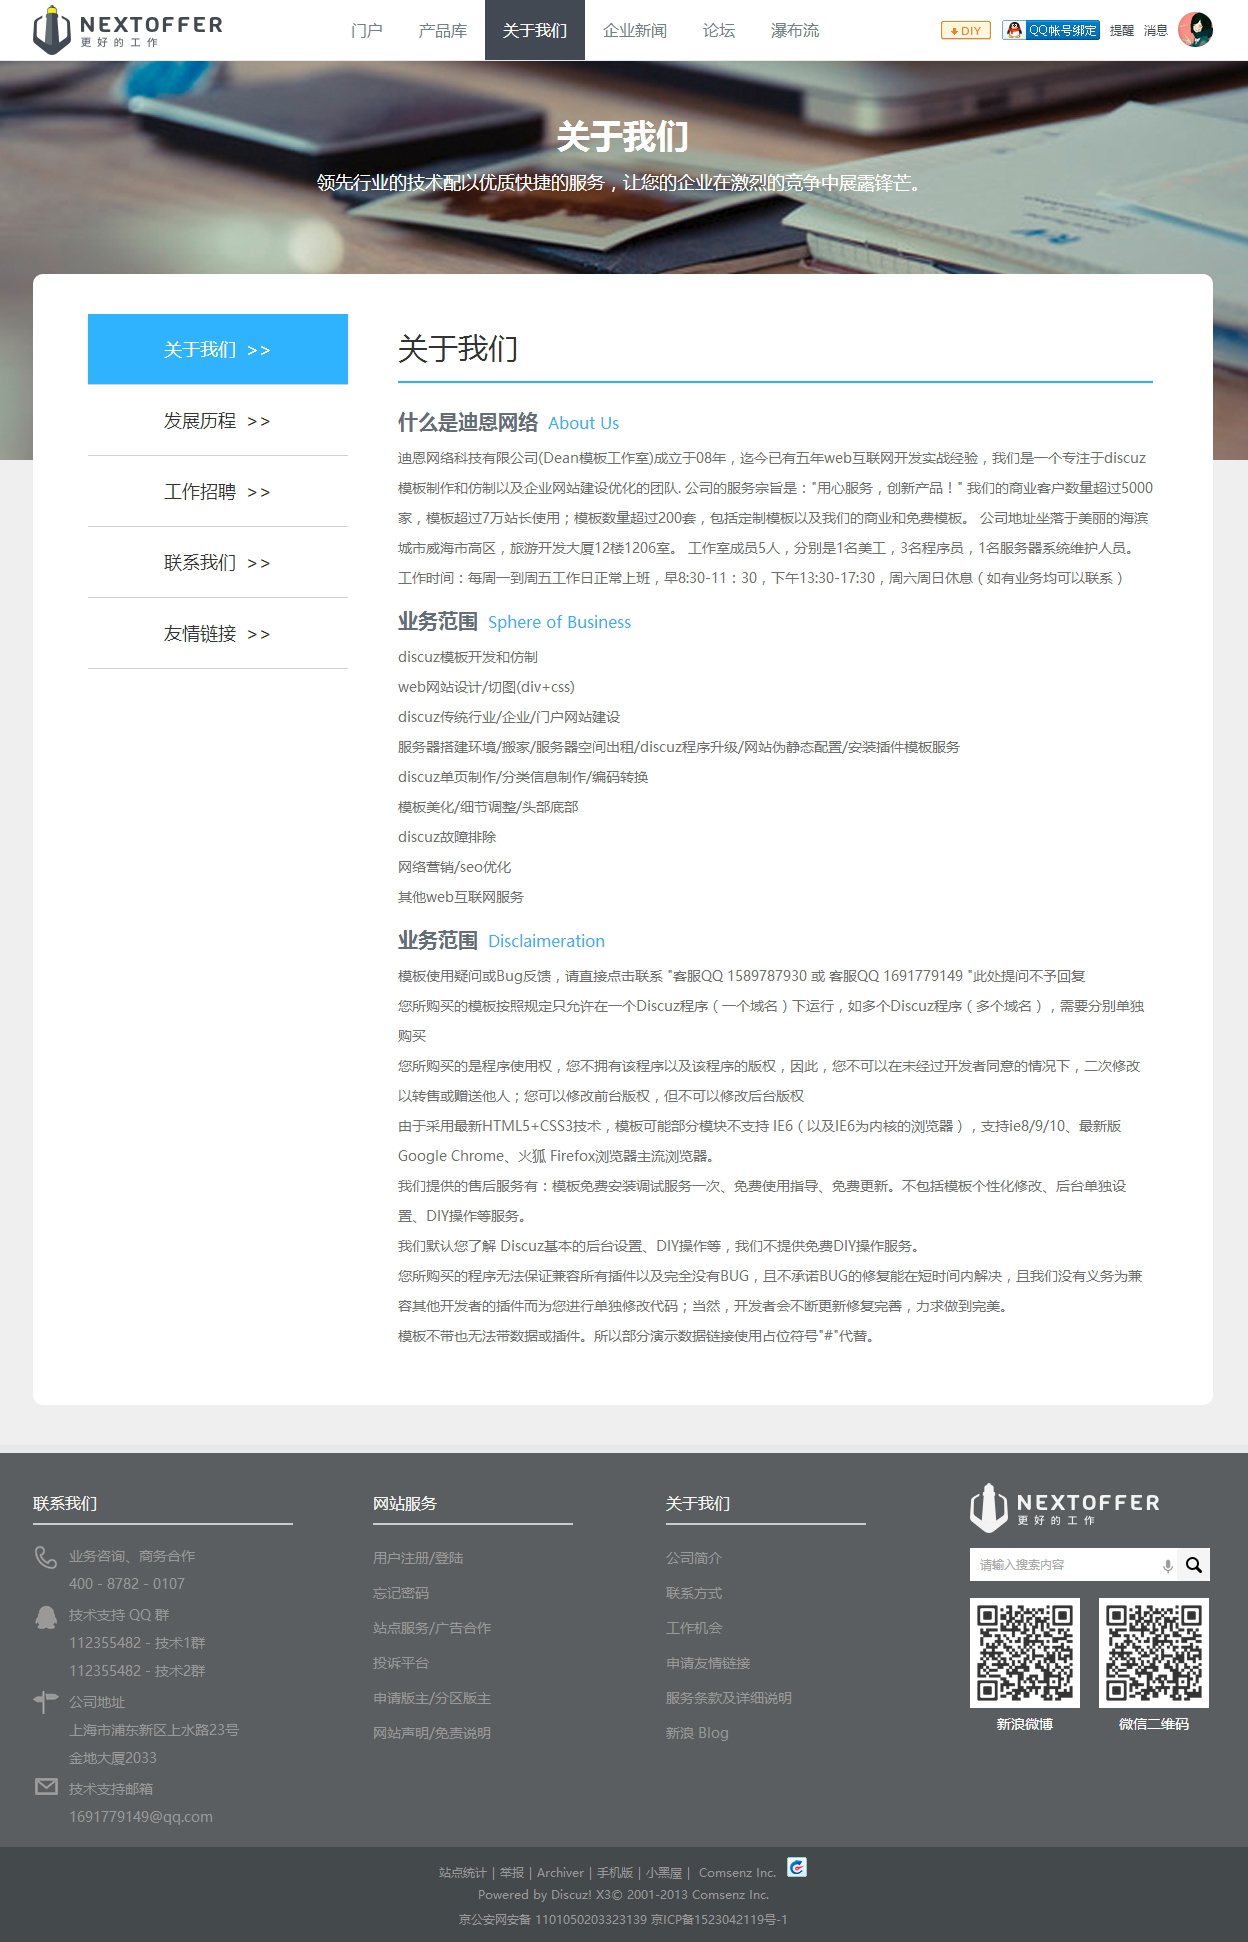 NEXTOFFER
更好的工作
门户 产品库 关于我们 企业新闻 论坛 瀑布流
DIY QQ帐号绑定 提醒 消息
关于我们
领先行业的技术配以优质快捷的服务，让您的企业在激烈的竞争中展露锋芒。
关于我们 >>
发展历程 >>
工作招聘 >>
联系我们 >>
友情链接 >>
关于我们
什么是迪恩网络 About Us
迪恩网络科技有限公司(Dean模板工作室)成立于08年，迄今已有五年web互联网开发实战经验，我们是一个专注于discuz
模板制作和仿制以及企业网站建设优化的团队. 公司的服务宗旨是："用心服务，创新产品！" 我们的商业客户数量超过5000
家，模板超过7万站长使用；模板数量超过200套，包括定制模板以及我们的商业和免费模板。 公司地址坐落于美丽的海滨
城市威海市高区，旅游开发大厦12楼1206室。 工作室成员5人，分别是1名美工，3名程序员，1名服务器系统维护人员。
工作时间：每周一到周五工作日正常上班，早8:30-11：30，下午13:30-17:30，周六周日休息（如有业务均可以联系）
业务范围 Sphere of Business
discuz模板开发和仿制
web网站设计/切图(div+css)
discuz传统行业/企业/门户网站建设
服务器搭建环境/搬家/服务器空间出租/discuz程序升级/网站伪静态配置/安装插件模板服务
discuz单页制作/分类信息制作/编码转换
模板美化/细节调整/头部底部
discuz故障排除
网络营销/seo优化
其他web互联网服务
业务范围 Disclaimeration
模板使用疑问或Bug反馈，请直接点击联系 "客服QQ 1589787930 或 客服QQ 1691779149 "此处提问不予回复
您所购买的模板按照规定只允许在一个Discuz程序（一个域名）下运行，如多个Discuz程序（多个域名），需要分别单独
购买
您所购买的是程序使用权，您不拥有该程序以及该程序的版权，因此，您不可以在未经过开发者同意的情况下，二次修改
以转售或赠送他人；您可以修改前台版权，但不可以修改后台版权
由于采用最新HTML5+CSS3技术，模板可能部分模块不支持 IE6（以及IE6为内核的浏览器），支持ie8/9/10、最新版
Google Chrome、火狐 Firefox浏览器主流浏览器。
我们提供的售后服务有：模板免费安装调试服务一次、免费使用指导、免费更新。不包括模板个性化修改、后台单独设
置、DIY操作等服务。
我们默认您了解 Discuz基本的后台设置、DIY操作等，我们不提供免费DIY操作服务。
您所购买的程序无法保证兼容所有插件以及完全没有BUG，且不承诺BUG的修复能在短时间内解决，且我们没有义务为兼
容其他开发者的插件而为您进行单独修改代码；当然，开发者会不断更新修复完善，力求做到完美。
模板不带也无法带数据或插件。所以部分演示数据链接使用占位符号"#"代替。
联系我们
业务咨询、商务合作
400 - 8782 - 0107
技术支持 QQ 群
112355482 - 技术1群
112355482 - 技术2群
公司地址
上海市浦东新区上水路23号
金地大厦2033
技术支持邮箱
1691779149@qq.com
网站服务
用户注册/登陆
忘记密码
站点服务/广告合作
投诉平台
申请版主/分区版主
网站声明/免责说明
关于我们
公司简介
联系方式
工作机会
申请友情链接
服务条款及详细说明
新浪 Blog
NEXTOFFER
更好的工作
请输入搜索内容
新浪微博 微信二维码
站点统计 | 举报 | Archiver | 手机版 | 小黑屋 | Comsenz Inc.
Powered by Discuz! X3© 2001-2013 Comsenz Inc.
京公安网安备 1101050203323139 京ICP备1523042119号-1